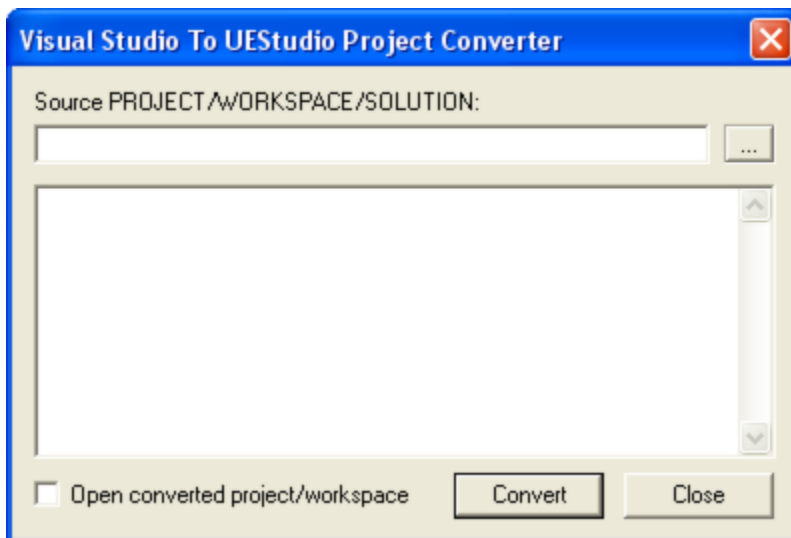 Visual Studio To UEStudio Project Converter
Source PROJECT/WORKSPACE/SOLUTION:
...
Open converted project/workspace
Convert
Close